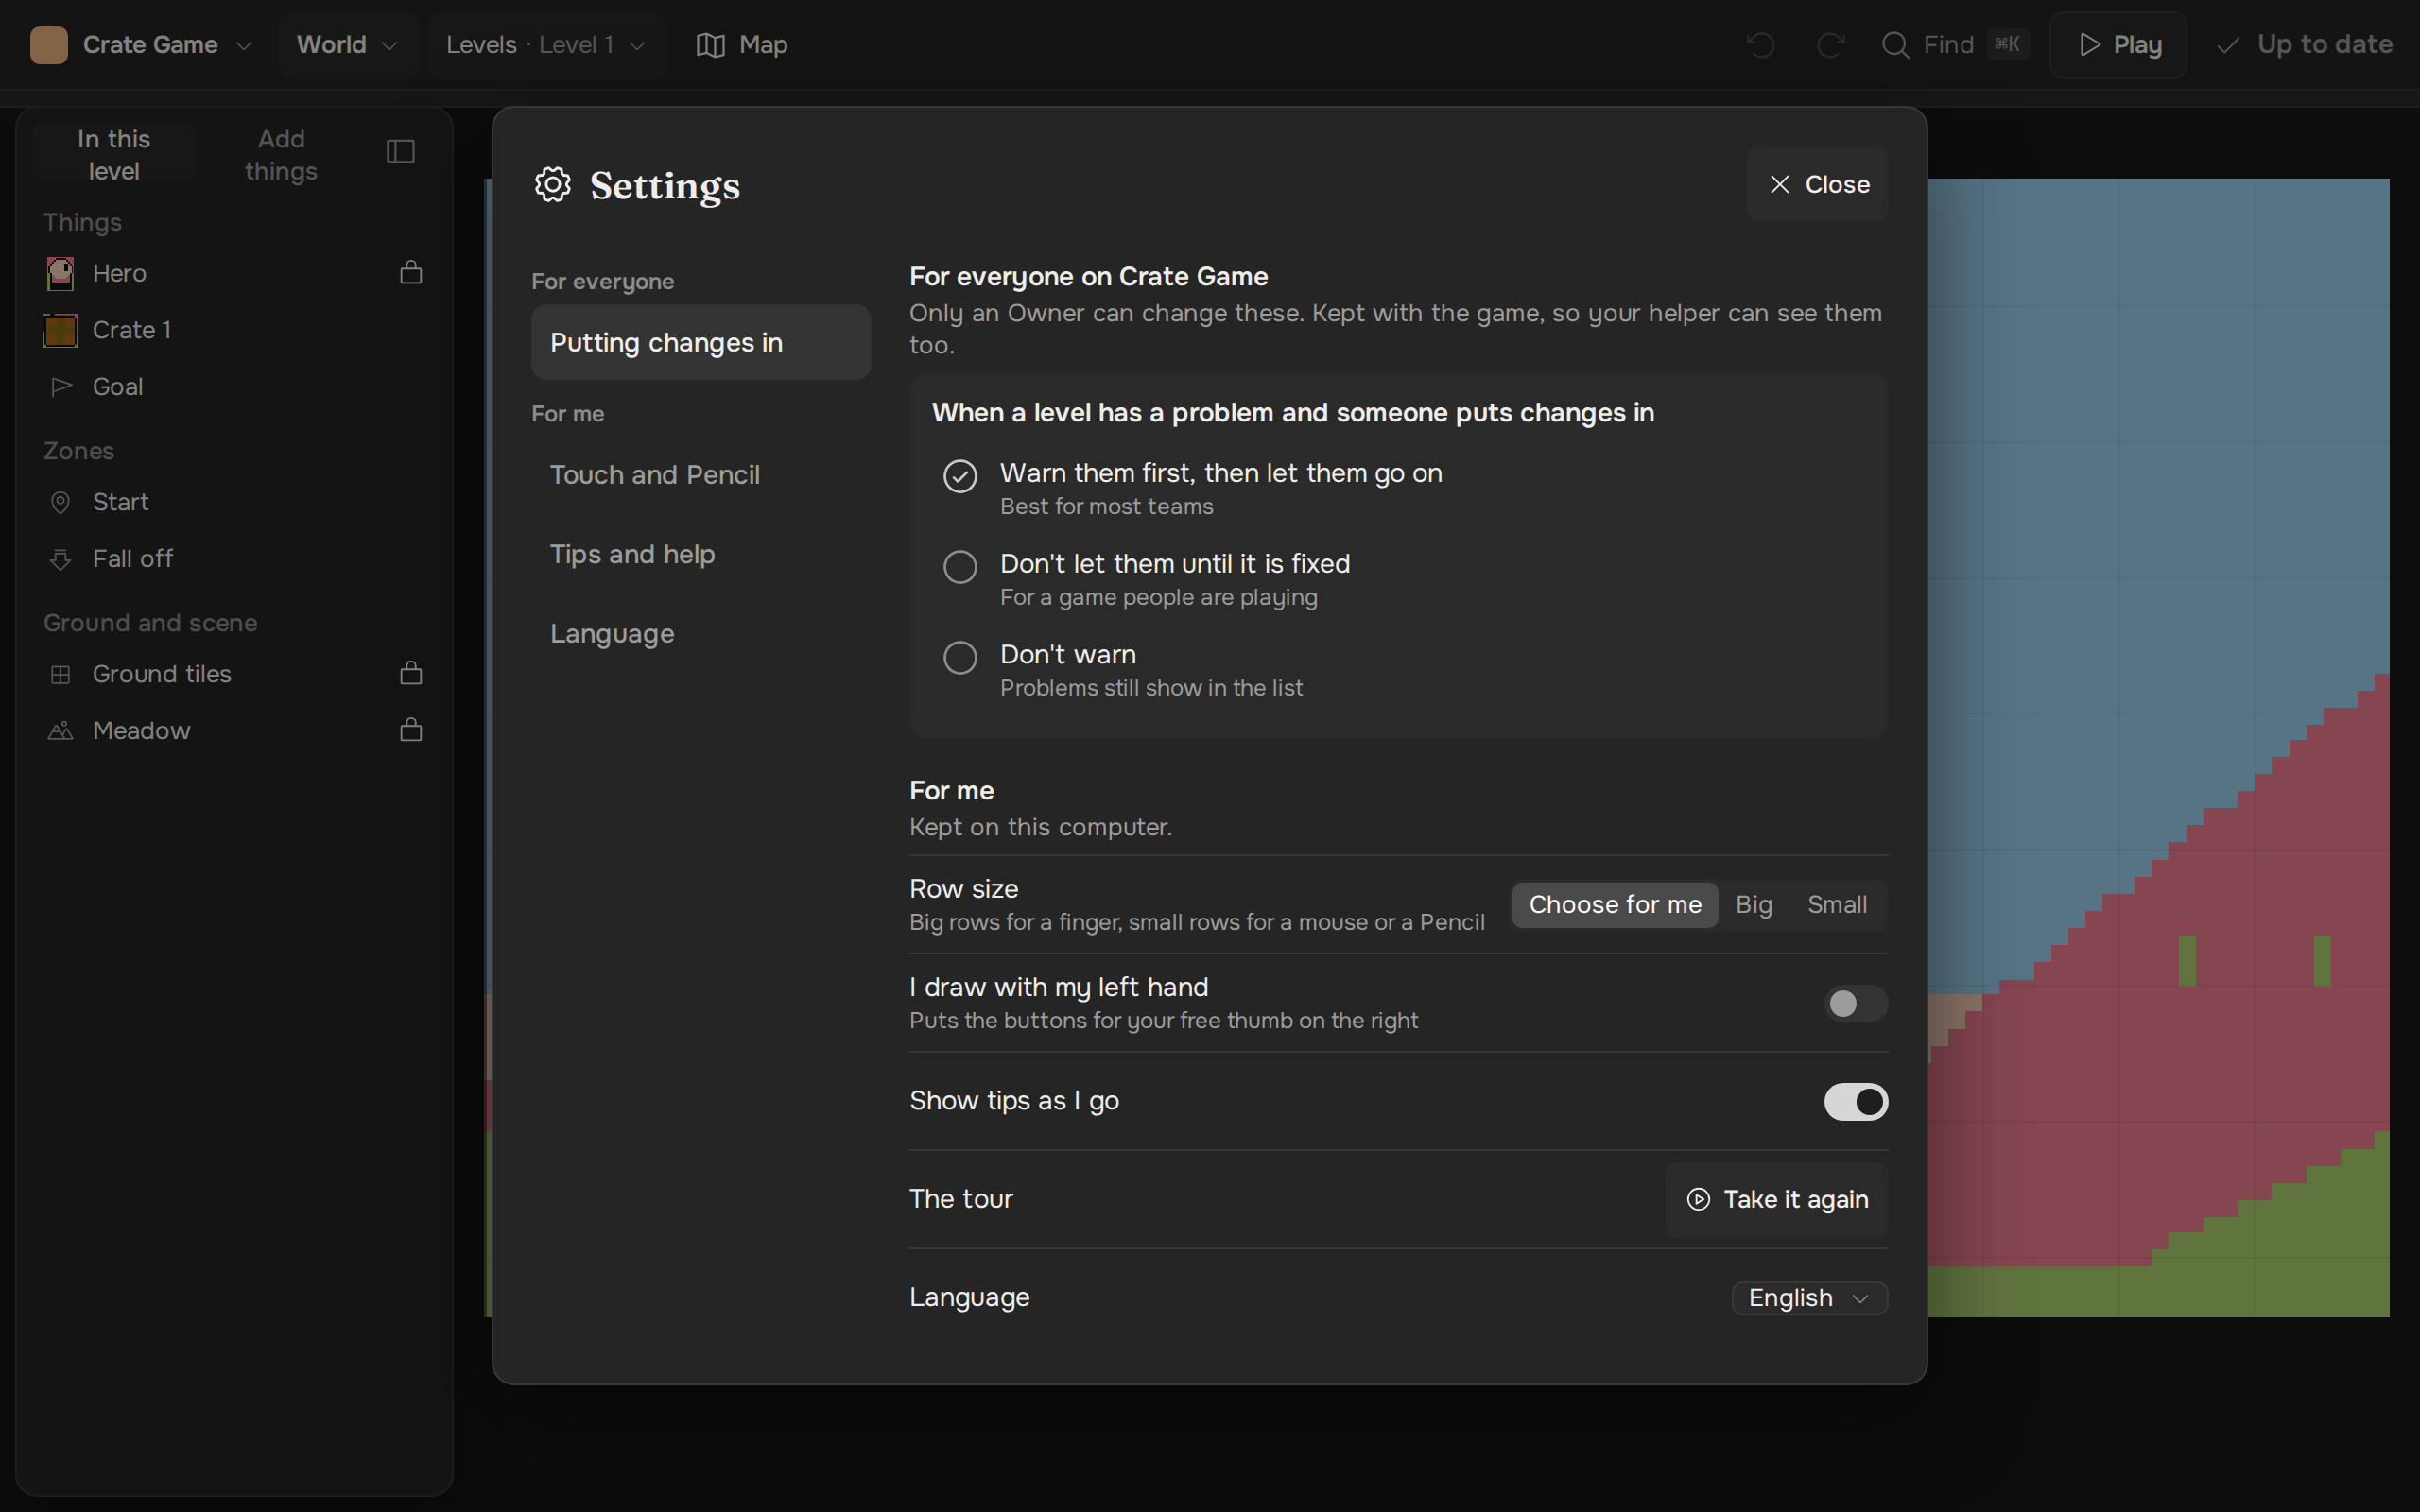 Crate Game
World
Levels · Level 1
Map
Find ⌘K
Play
Up to date
In this
level
Add
things
Things
Hero
Crate 1
Goal
Zones
Start
Fall off
Ground and scene
Ground tiles
Meadow
Settings
Close
For everyone
Putting changes in
For me
Touch and Pencil
Tips and help
Language
For everyone on Crate Game
Only an Owner can change these. Kept with the game, so your helper can see them
too.
When a level has a problem and someone puts changes in
Warn them first, then let them go on
Best for most teams
Don't let them until it is fixed
For a game people are playing
Don't warn
Problems still show in the list
For me
Kept on this computer.
Row size
Big rows for a finger, small rows for a mouse or a Pencil
Choose for me
Big
Small
I draw with my left hand
Puts the buttons for your free thumb on the right
Show tips as I go
The tour
Take it again
Language
English